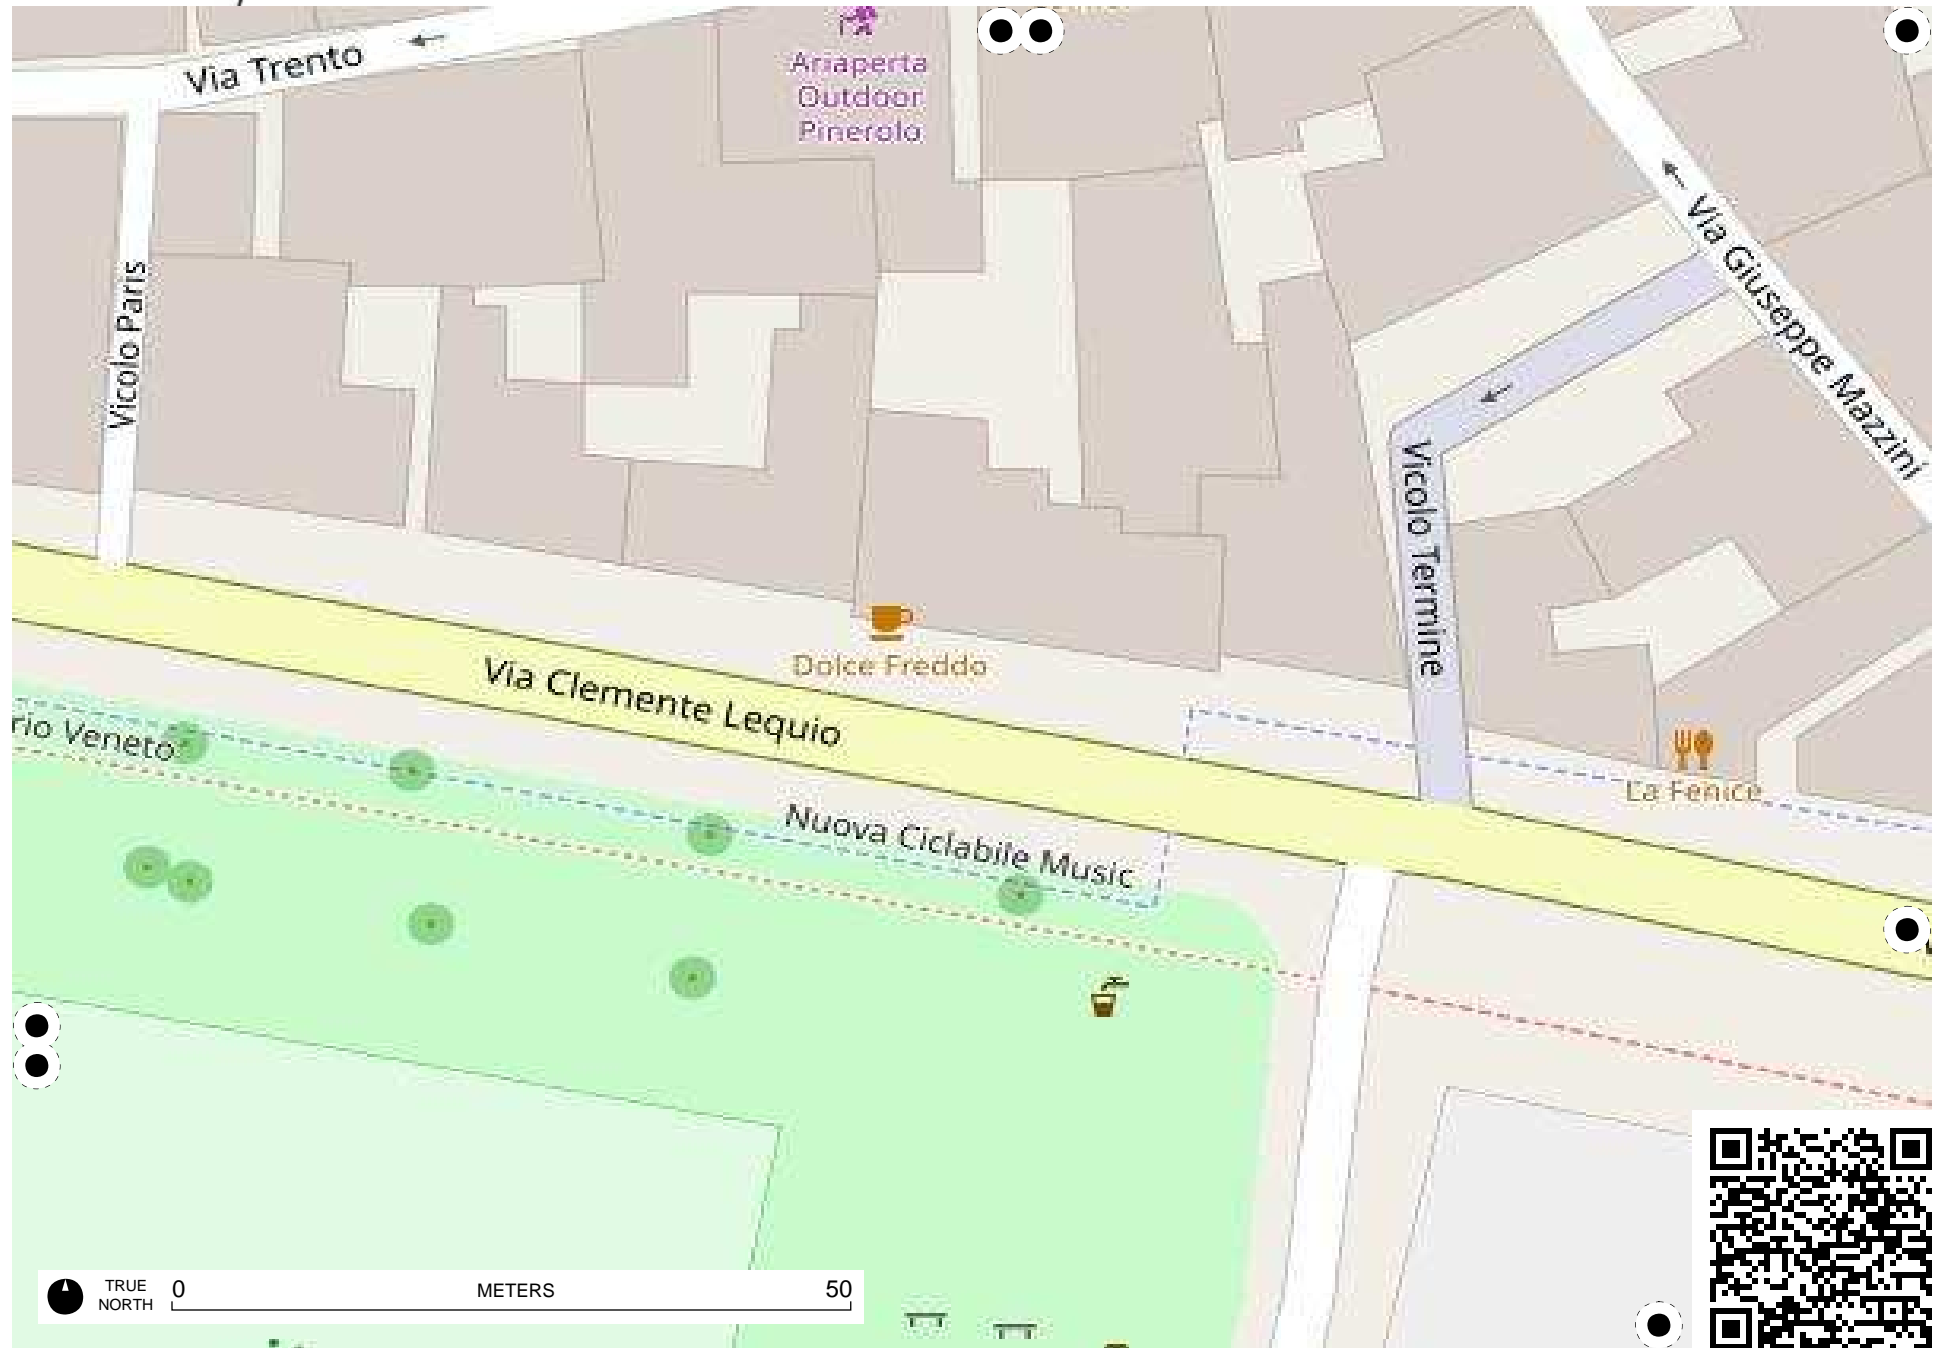 Via Trento
Ariaperta
Outdoor
Pinerolo
Via Giuseppe Mazzini
Vicolo Paris
Vicolo Termine
Dolce Freddo
Via Clemente Lequio
rio Veneto
La Fenice
Nuova Ciclabile Music
TRUE
NORTH
0 METERS 50